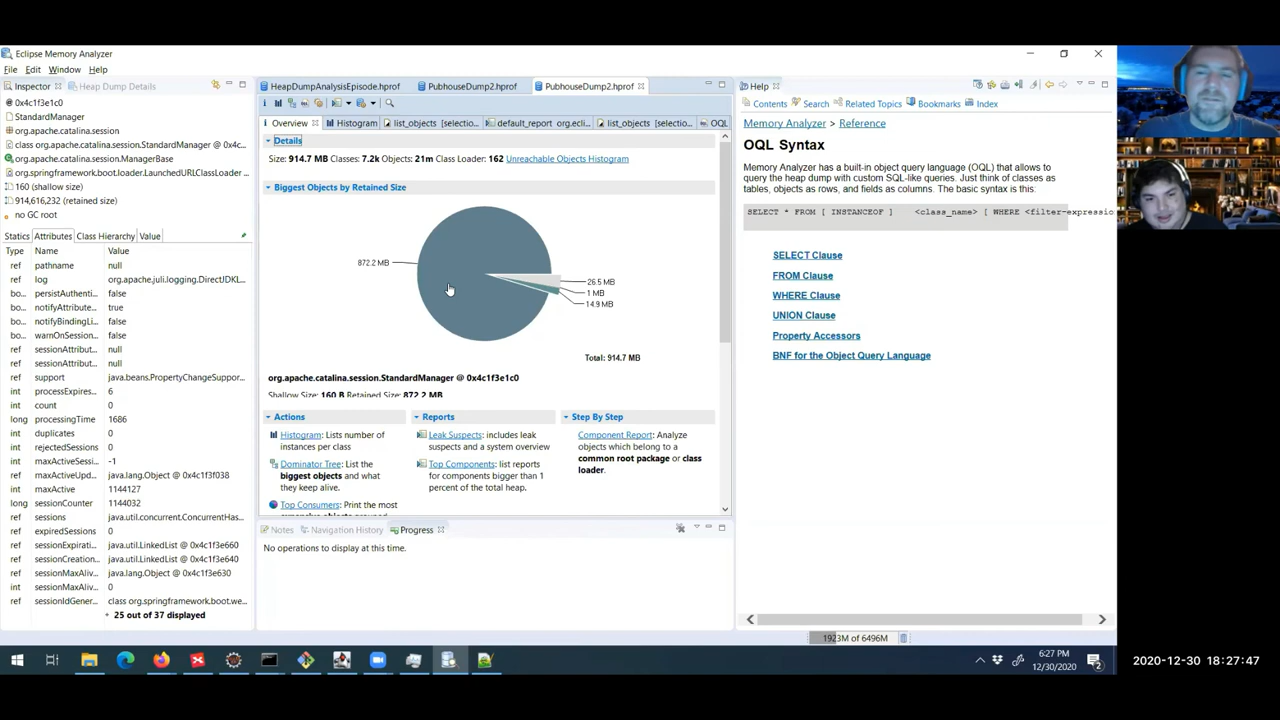 Eclipse Memory Analyzer
File Edit Window Help
Inspector
Heap Dump Details
0x4c1f3e1c0
StandardManager
org.apache.catalina.session
class org.apache.catalina.session.StandardManager @ 0x4c...
org.apache.catalina.session.ManagerBase
org.springframework.boot.loader.LaunchedURLClassLoader ...
160 (shallow size)
914,616,232 (retained size)
no GC root
Statics Attributes Class Hierarchy Value
Type Name Value
ref pathname null
ref log org.apache.juli.logging.DirectJDKL...
bo... persistAuthenti... false
bo... notifyAttribute... true
bo... notifyBindingLi... false
bo... warnOnSession... false
ref sessionAttribut... null
ref sessionAttribut... null
ref support java.beans.PropertyChangeSuppor...
int processExpires... 6
int count 0
long processingTime 1686
int duplicates 0
int rejectedSessions 0
int maxActiveSessi... -1
ref maxActiveUpd... java.lang.Object @ 0x4c1f3f038
int maxActive 1144127
long sessionCounter 1144032
ref sessions java.util.concurrent.ConcurrentHas...
int expiredSessions 0
ref sessionExpirati... java.util.LinkedList @ 0x4c1f3e660
ref sessionCreation... java.util.LinkedList @ 0x4c1f3e640
ref sessionMaxAliv... java.lang.Object @ 0x4c1f3e630
int sessionMaxAliv... 0
ref sessionIdGener... class org.springframework.boot.we...
25 out of 37 displayed
HeapDumpAnalysisEpisode.hprof
PubhouseDump2.hprof
PubhouseDump2.hprof
i Overview
Histogram
list_objects [selectio...
default_report org.ecli...
list_objects [selectio...
OQL
Details
Size: 914.7 MB Classes: 7.2k Objects: 21m Class Loader: 162 Unreachable Objects Histogram
Biggest Objects by Retained Size
872.2 MB
26.5 MB
1 MB
14.9 MB
Total: 914.7 MB
org.apache.catalina.session.StandardManager @ 0x4c1f3e1c0
Shallow Size: 160 B Retained Size: 872.2 MB
Actions
Histogram: Lists number of
instances per class
Dominator Tree: List the
biggest objects and what
they keep alive.
Top Consumers: Print the most
Reports
Leak Suspects: includes leak
suspects and a system overview
Top Components: list reports
for components bigger than 1
percent of the total heap.
Step By Step
Component Report: Analyze
objects which belong to a
common root package or class
loader.
Notes
Navigation History
Progress
No operations to display at this time.
Help
Contents Search Related Topics Bookmarks Index
Memory Analyzer > Reference
OQL Syntax
Memory Analyzer has a built-in object query language (OQL) that allows to
query the heap dump with custom SQL-like queries. Just think of classes as
tables, objects as rows, and fields as columns. The basic syntax is this:
SELECT * FROM [ INSTANCEOF ] <class_name> [ WHERE <filter-expressio
SELECT Clause
FROM Clause
WHERE Clause
UNION Clause
Property Accessors
BNF for the Object Query Language
1923M of 6496M
6:27 PM
12/30/2020
2
2020-12-30 18:27:47